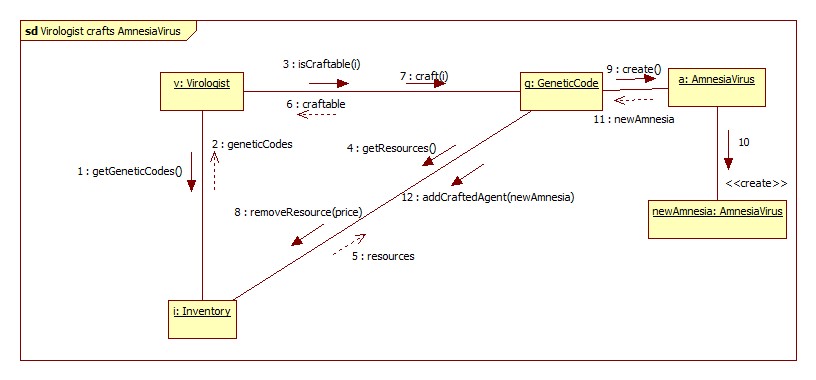 sd Virologist crafts AmnesiaVirus
3 : isCraftable(i)
7 : craft(i)
9 : create()
v: Virologist
g: GeneticCode
a: AmnesiaVirus
6 : craftable
11 : newAmnesia
2 : geneticCodes
4 : getResources()
10
1 : getGeneticCodes()
<<create>>
12 : addCraftedAgent(newAmnesia)
8 : removeResource(price)
newAmnesia: AmnesiaVirus
5 : resources
i: Inventory